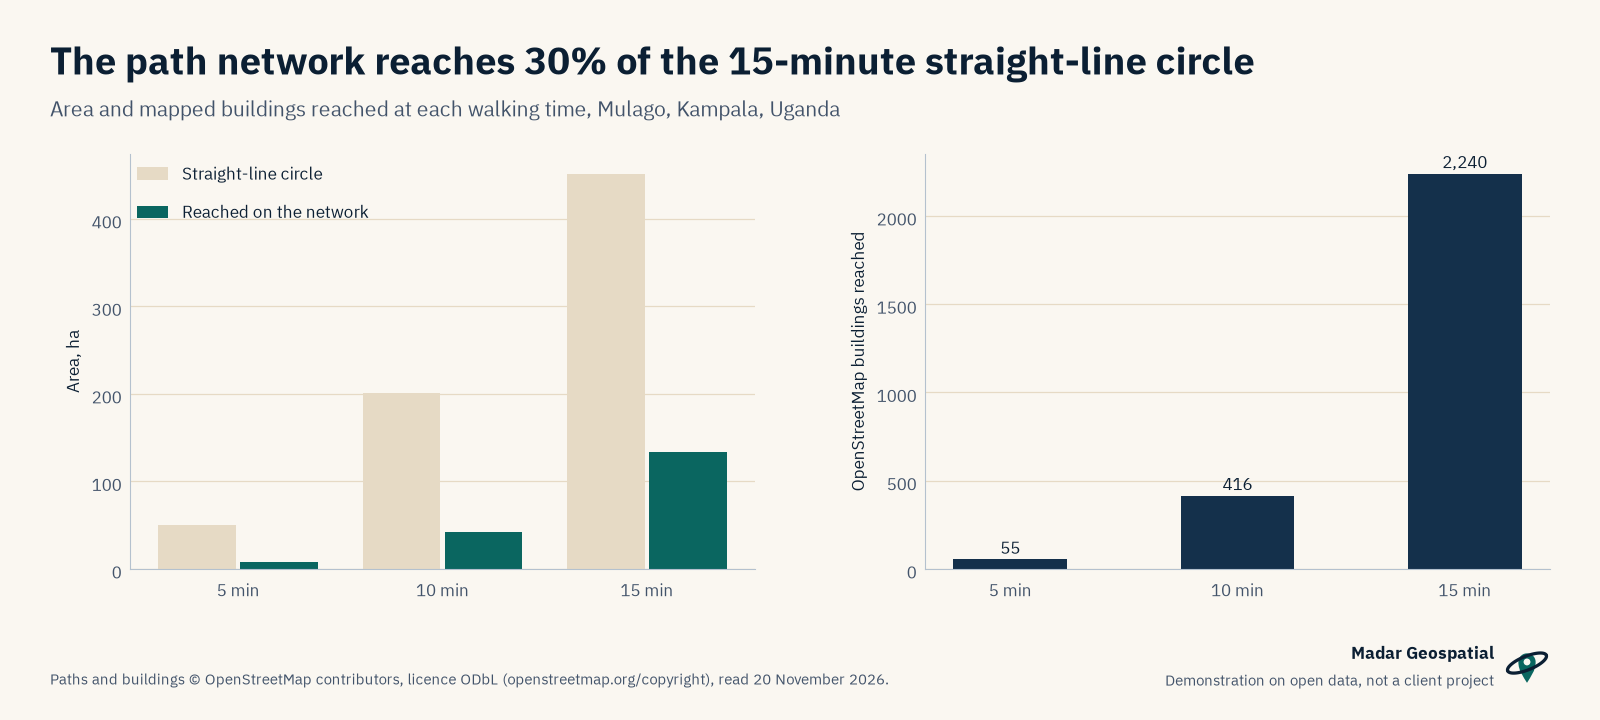 The path network reaches 30% of the 15-minute straight-line circle
Area and mapped buildings reached at each walking time, Mulago, Kampala, Uganda
Straight-line circle
Reached on the network
Area, ha
400
300
200
100
0
5 min
10 min
15 min
OpenStreetMap buildings reached
2000
1500
1000
500
0
55
416
2,240
5 min
10 min
15 min
Paths and buildings © OpenStreetMap contributors, licence ODbL (openstreetmap.org/copyright), read 20 November 2026.
Madar Geospatial
Demonstration on open data, not a client project